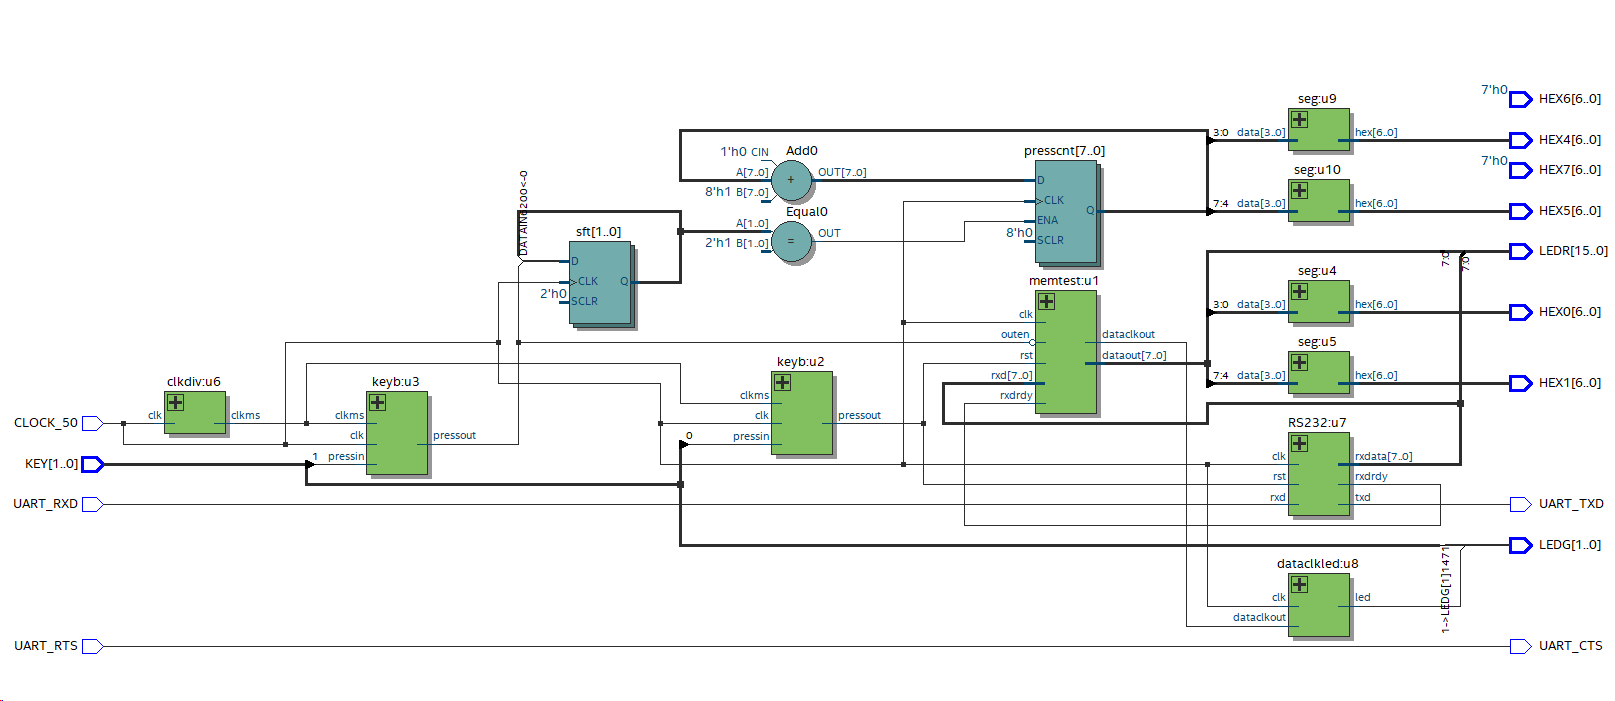 7'h0
HEX6[6..0]
seg:u9
3:0
data[3..0]
hex[6..0]
HEX4[6..0]
1'h0 CIN
Add0
A[7..0]
8'h1 B[7..0]
+
OUT[7..0]
presscnt[7..0]
D
CLK
ENA
8'h0
SCLR
Q
7'h0
HEX7[6..0]
seg:u10
7:4
data[3..0]
hex[6..0]
HEX5[6..0]
Equal0
A[1..0]
2'h1 B[1..0]
=
OUT
sft[1..0]
D
CLK
2'h0
SCLR
Q
LEDR[15..0]
7:0
7:0
seg:u4
3:0
data[3..0]
hex[6..0]
HEX0[6..0]
memtest:u1
clk
outen
rst
rxd[7..0]
rxdrdy
dataclkout
dataout[7..0]
seg:u5
7:4
data[3..0]
hex[6..0]
HEX1[6..0]
keyb:u2
clkms
clk
0
pressin
pressout
clkdiv:u6
CLOCK_50
clk
clkms
keyb:u3
clkms
clk
1
pressin
pressout
KEY[1..0]
RS232:u7
clk
rst
rxd
rxdata[7..0]
rxdrdy
txd
UART_RXD
UART_TXD
LEDG[1..0]
1->LEDG[1]1471
dataclkled:u8
clk
dataclkout
led
UART_RTS
UART_CTS